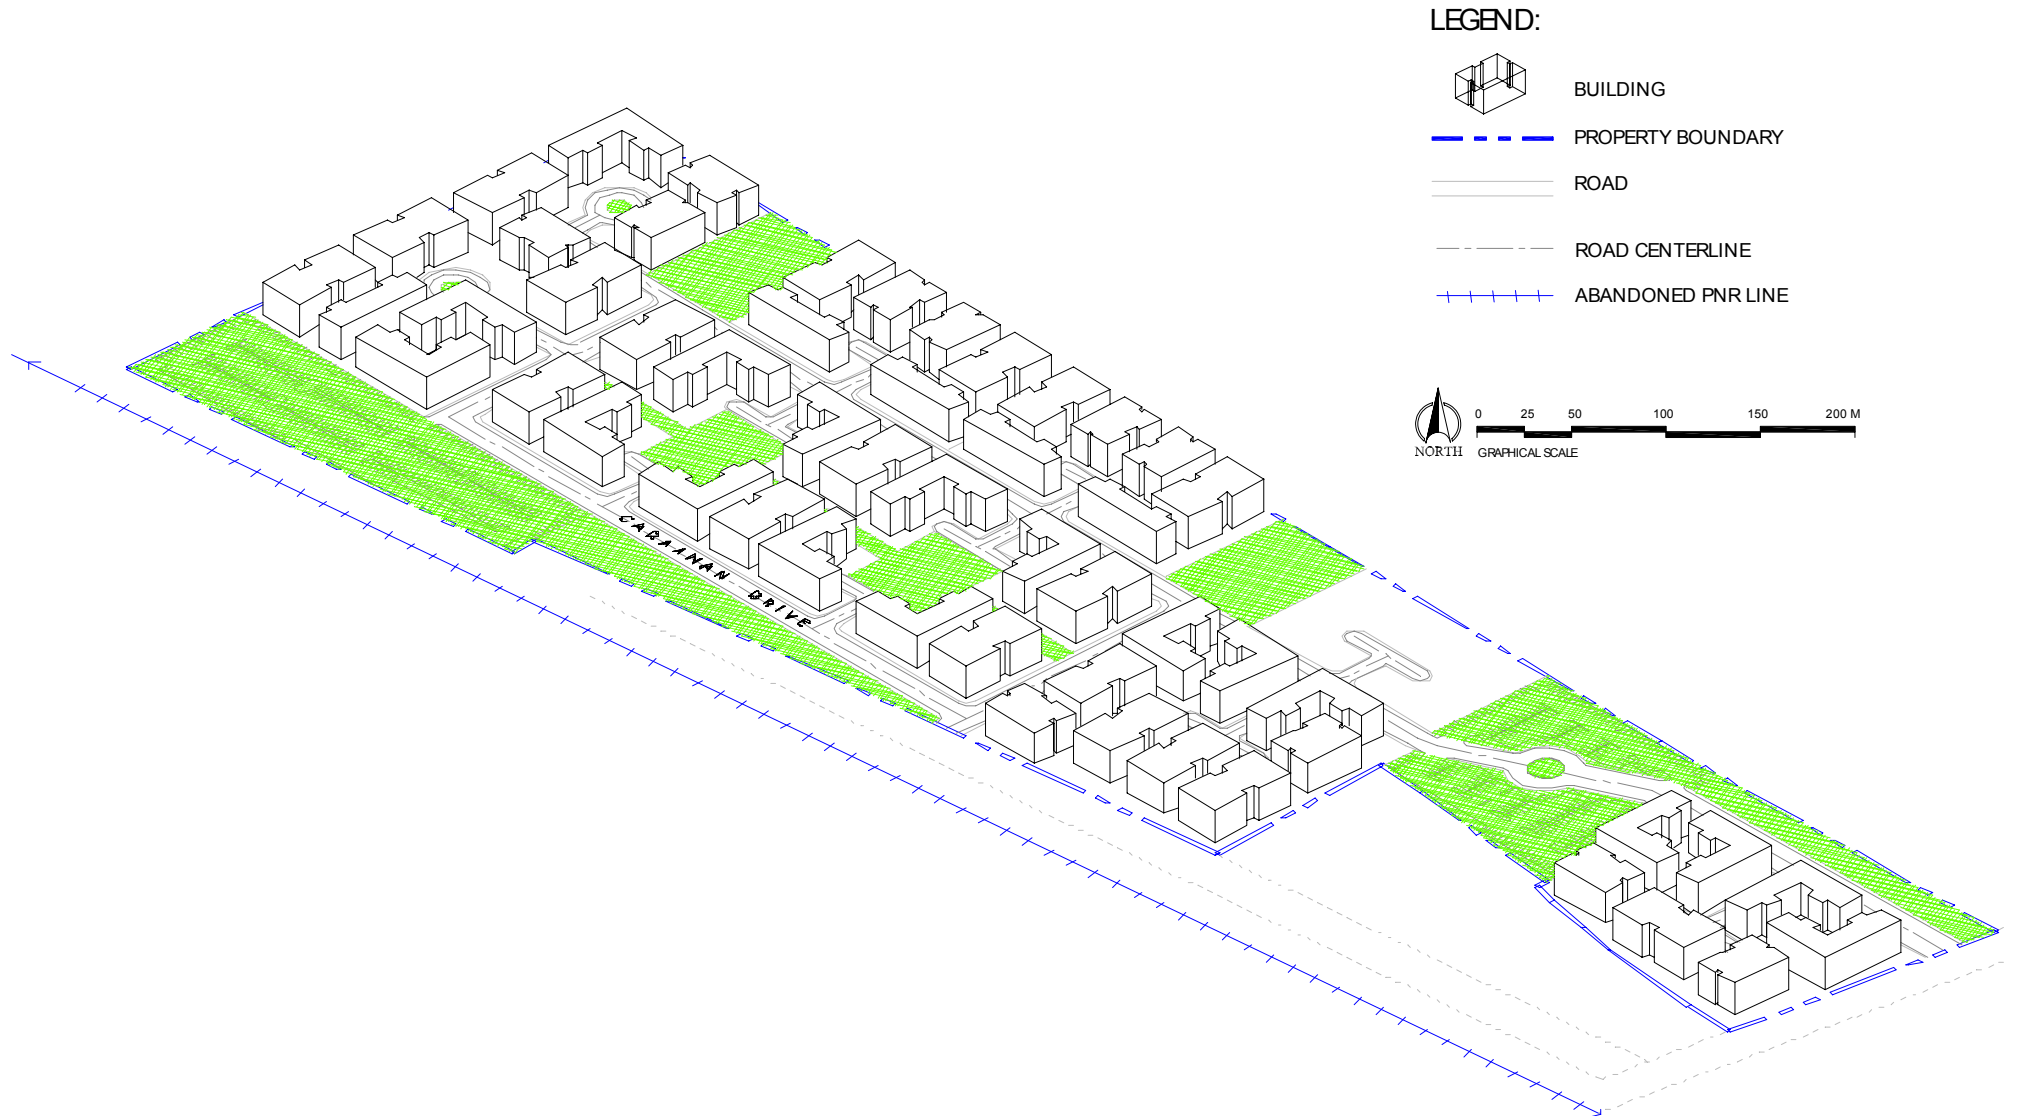 LEGEND:
BUILDING
PROPERTY BOUNDARY
ROAD
ROAD CENTERLINE
ABANDONED PNR LINE
NORTH
0 25 50 100 150 200 M
GRAPHICAL SCALE
CARAANAN DRIVE